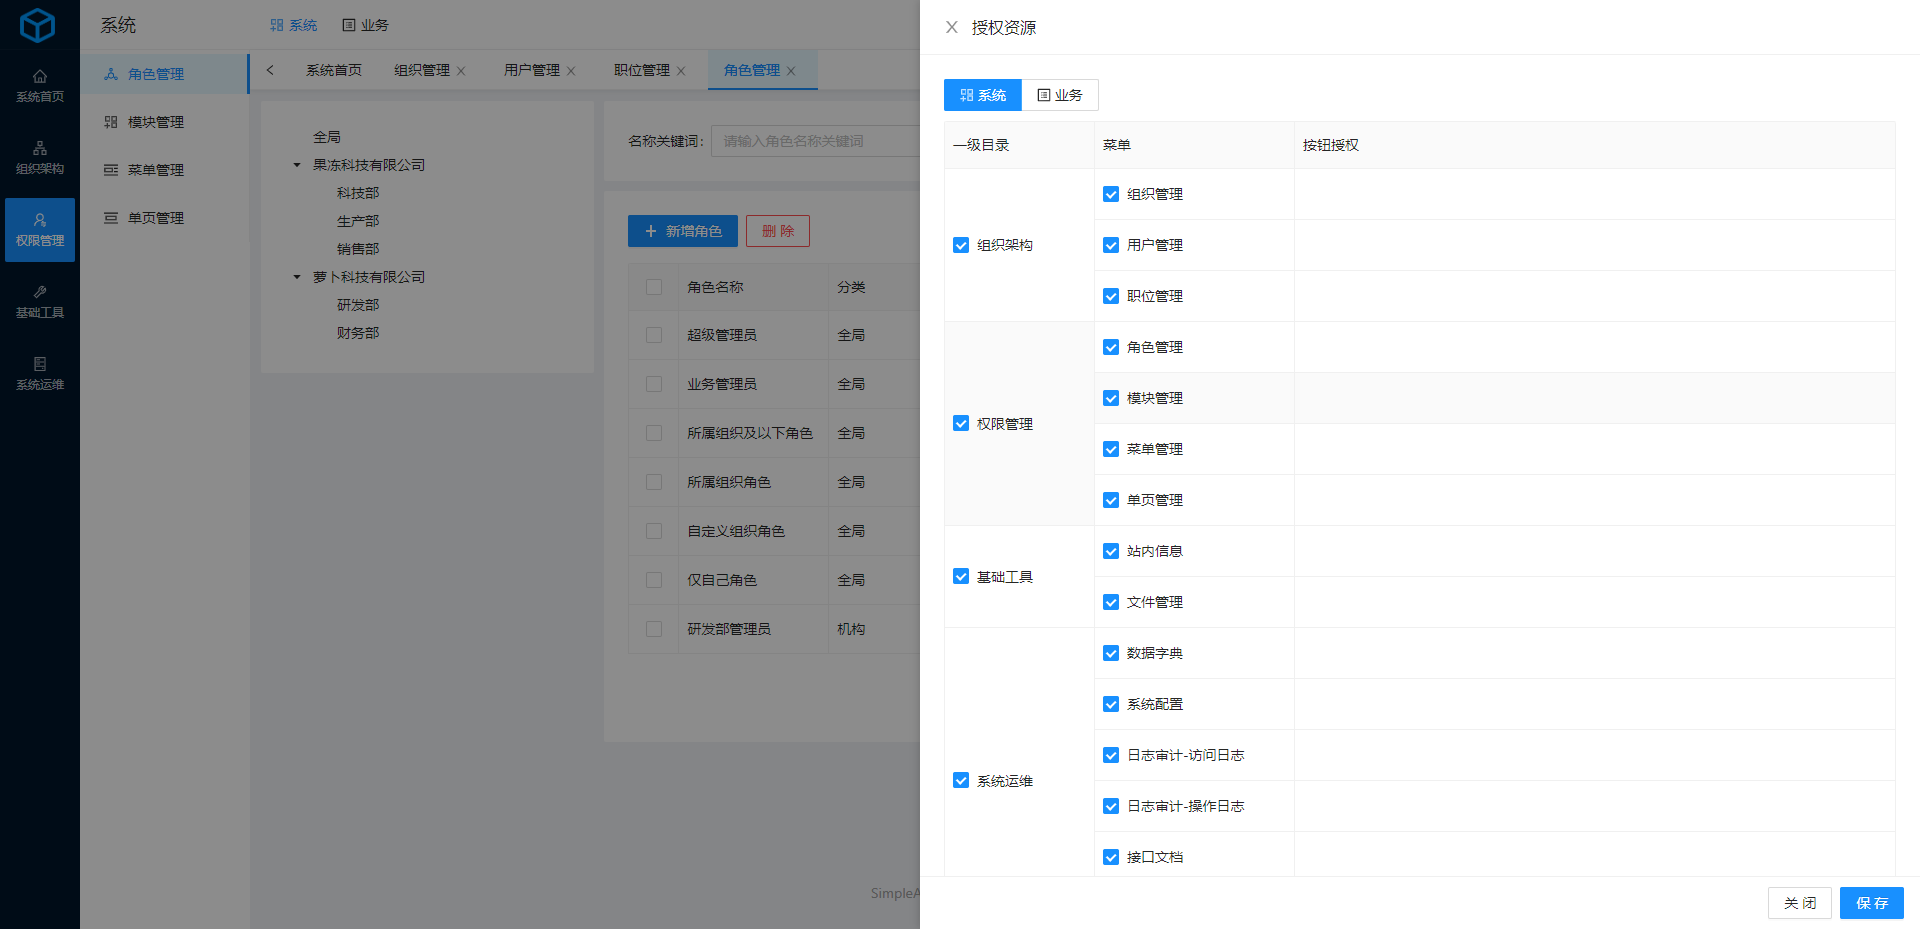 系统
系统 业务
系统首页
组织架构
权限管理
基础工具
系统运维
角色管理
模块管理
菜单管理
单页管理
系统首页 组织管理 用户管理 职位管理 角色管理
全局
果冻科技有限公司
科技部
生产部
销售部
萝卜科技有限公司
研发部
财务部
名称关键词: 请输入角色名称关键词
新增角色 删 除
角色名称 分类
超级管理员 全局
业务管理员 全局
所属组织及以下角色 全局
所属组织角色 全局
自定义组织角色 全局
仅自己角色 全局
研发部管理员 机构
授权资源
系统 业务
一级目录 菜单 按钮授权
组织架构
组织管理
用户管理
职位管理
权限管理
角色管理
模块管理
菜单管理
单页管理
基础工具
站内信息
文件管理
系统运维
数据字典
系统配置
日志审计-访问日志
日志审计-操作日志
接口文档
关 闭 保 存